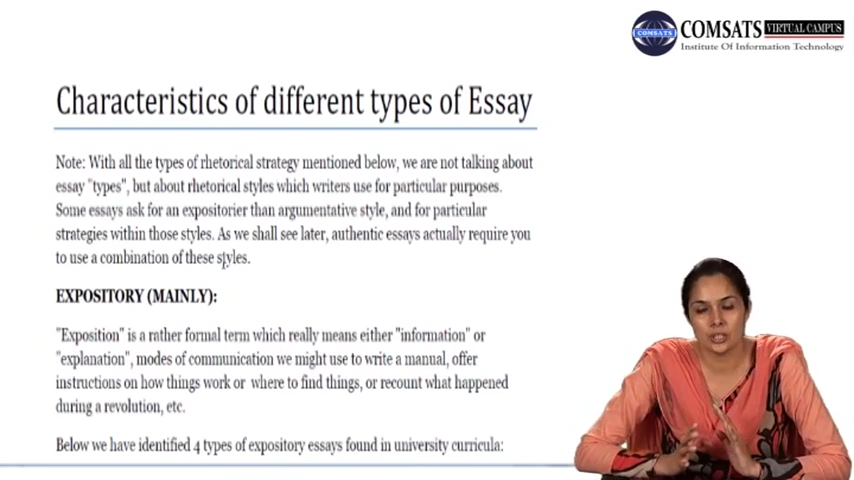 COMSATS
COMSATS VIRTUAL CAMPUS
Institute Of Information Technology
Characteristics of different types of Essay
Note: With all the types of rhetorical strategy mentioned below, we are not talking about
essay "types", but about rhetorical styles which writers use for particular purposes.
Some essays ask for an expositorier than argumentative style, and for particular
strategies within those styles. As we shall see later, authentic essays actually require you
to use a combination of these styles.
EXPOSITORY (MAINLY):
"Exposition" is a rather formal term which really means either "information" or
"explanation", modes of communication we might use to write a manual, offer
instructions on how things work or where to find things, or recount what happened
during a revolution, etc.
Below we have identified 4 types of expository essays found in university curricula: